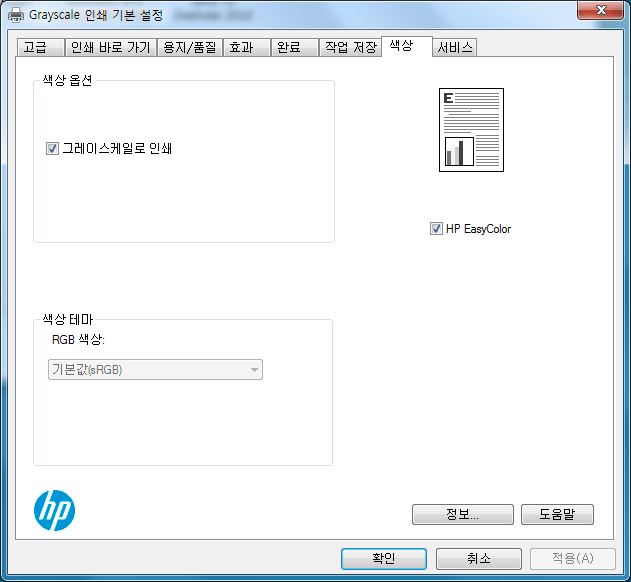 Grayscale 인쇄 기본 설정
고급 인쇄 바로 가기 용지/품질 효과 완료 작업 저장 색상 서비스
색상 옵션
E
그레이스케일로 인쇄
HP EasyColor
색상 테마
RGB 색상:
기본값(sRGB)
hp
정보... 도움말
확인 취소 적용(A)